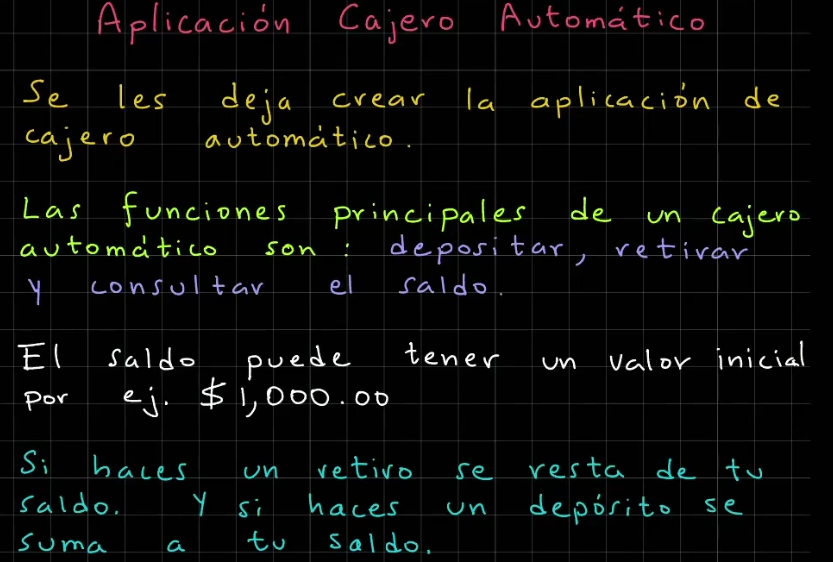 Aplicación Cajero Automático
Se les deja crear la aplicación de
cajero automático.
Las funciones principales de un cajero
automático son: depositar, retirar
y consultar el saldo.
El saldo puede tener un valor inicial
por ej. $1,000.00
Si haces un retiro se resta de tu
saldo. Y si haces un depósito se
suma a tu saldo.